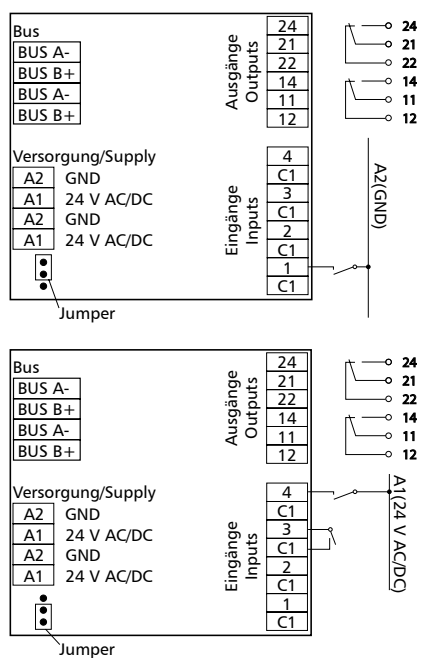 Bus
BUS A-
BUS B+
BUS A-
BUS B+
Versorgung/Supply
A2 GND
A1 24 V AC/DC
A2 GND
A1 24 V AC/DC
Jumper
Ausgänge
Outputs
24
21
22
14
11
12
Eingänge
Inputs
4
C1
3
C1
2
C1
1
C1
24
21
22
14
11
12
A2(GND)
Bus
BUS A-
BUS B+
BUS A-
BUS B+
Versorgung/Supply
A2 GND
A1 24 V AC/DC
A2 GND
A1 24 V AC/DC
Jumper
Ausgänge
Outputs
24
21
22
14
11
12
Eingänge
Inputs
4
C1
3
C1
2
C1
1
C1
24
21
22
14
11
12
A1(24 V AC/DC)